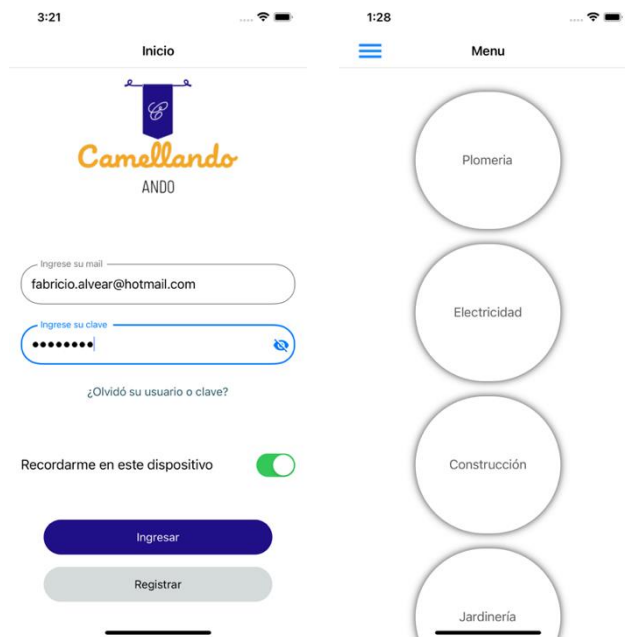 3:21
Inicio
Camellando
ANDO
Ingrese su mail
fabricio.alvear@hotmail.com
Ingrese su clave
¿Olvidó su usuario o clave?
Recordarme en este dispositivo
Ingresar
Registrar
1:28
Menu
Plomeria
Electricidad
Construcción
Jardinería